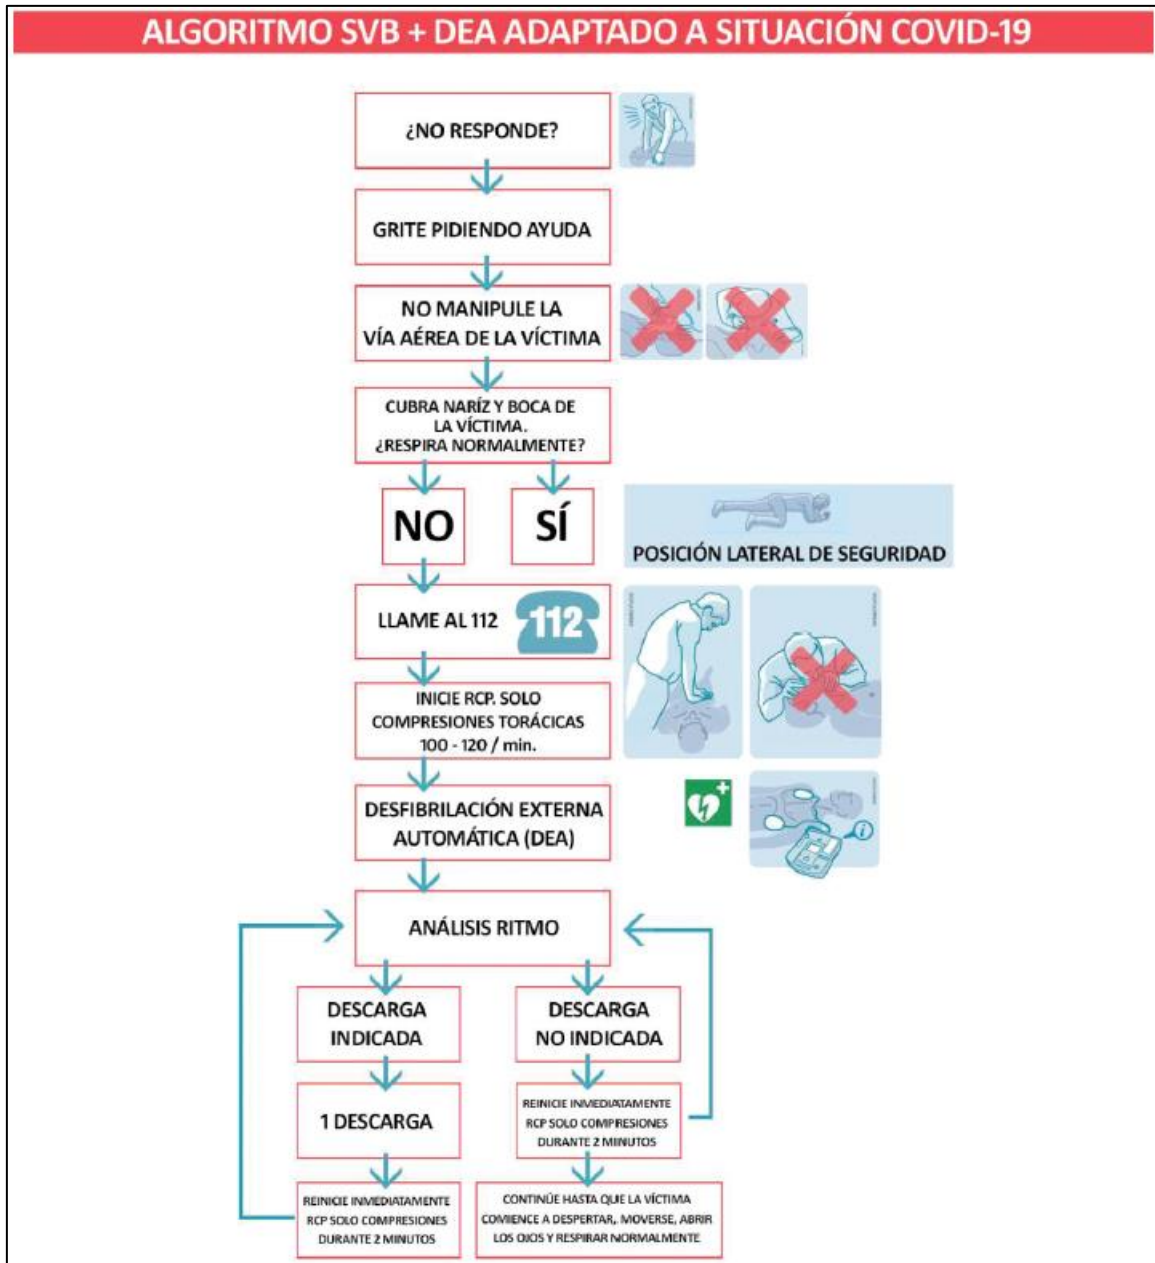 ALGORITMO SVB + DEA ADAPTADO A SITUACIÓN COVID-19
¿NO RESPONDE?
GRITE PIDIENDO AYUDA
NO MANIPULE LA
VÍA AÉREA DE LA VÍCTIMA
CUBRA NARÍZ Y BOCA DE
LA VÍCTIMA.
¿RESPIRA NORMALMENTE?
NO
SÍ
POSICIÓN LATERAL DE SEGURIDAD
LLAME AL 112
112
INICIE RCP. SOLO
COMPRESIONES TORÁCICAS
100 - 120 / min.
DESFIBRILACIÓN EXTERNA
AUTOMÁTICA (DEA)
i
ANÁLISIS RITMO
DESCARGA
INDICADA
DESCARGA
NO INDICADA
1 DESCARGA
REINICIE INMEDIATAMENTE
RCP SOLO COMPRESIONES
DURANTE 2 MINUTOS
REINICIE INMEDIATAMENTE
RCP SOLO COMPRESIONES
DURANTE 2 MINUTOS
CONTINÚE HASTA QUE LA VÍCTIMA
COMIENCE A DESPERTAR,. MOVERSE, ABRIR
LOS OJOS Y RESPIRAR NORMALMENTE